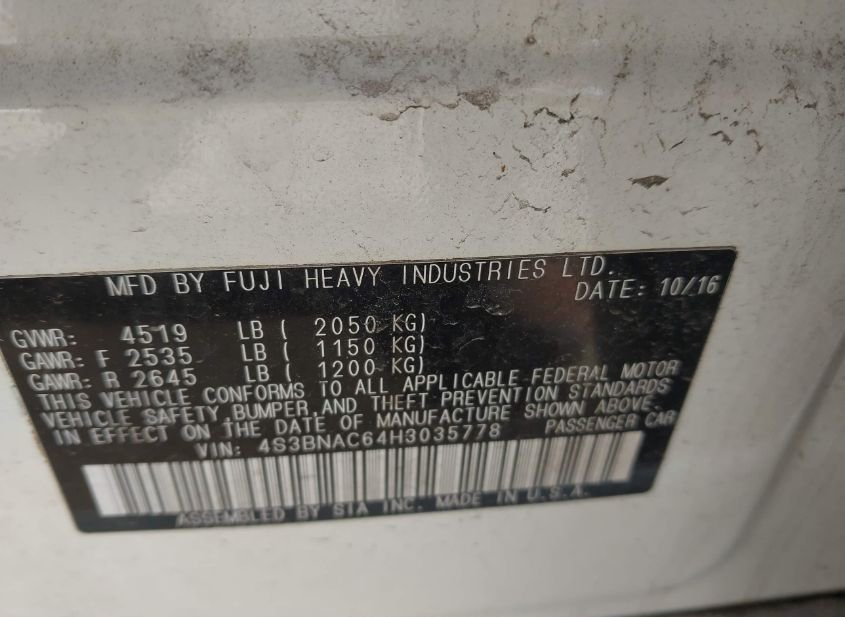 MFD BY FUJI HEAVY INDUSTRIES LTD.
DATE: 10/16
GVWR: 4519 LB ( 2050 KG)
GAWR: F 2535 LB ( 1150 KG)
GAWR: R 2645 LB ( 1200 KG)
THIS VEHICLE CONFORMS TO ALL APPLICABLE FEDERAL MOTOR
VEHICLE SAFETY, BUMPER, AND THEFT PREVENTION STANDARDS
IN EFFECT ON THE DATE OF MANUFACTURE SHOWN ABOVE.
VIN: 4S3BNAC64H3035778 PASSENGER CAR
ASSEMBLED BY SIA INC. MADE IN U.S.A.